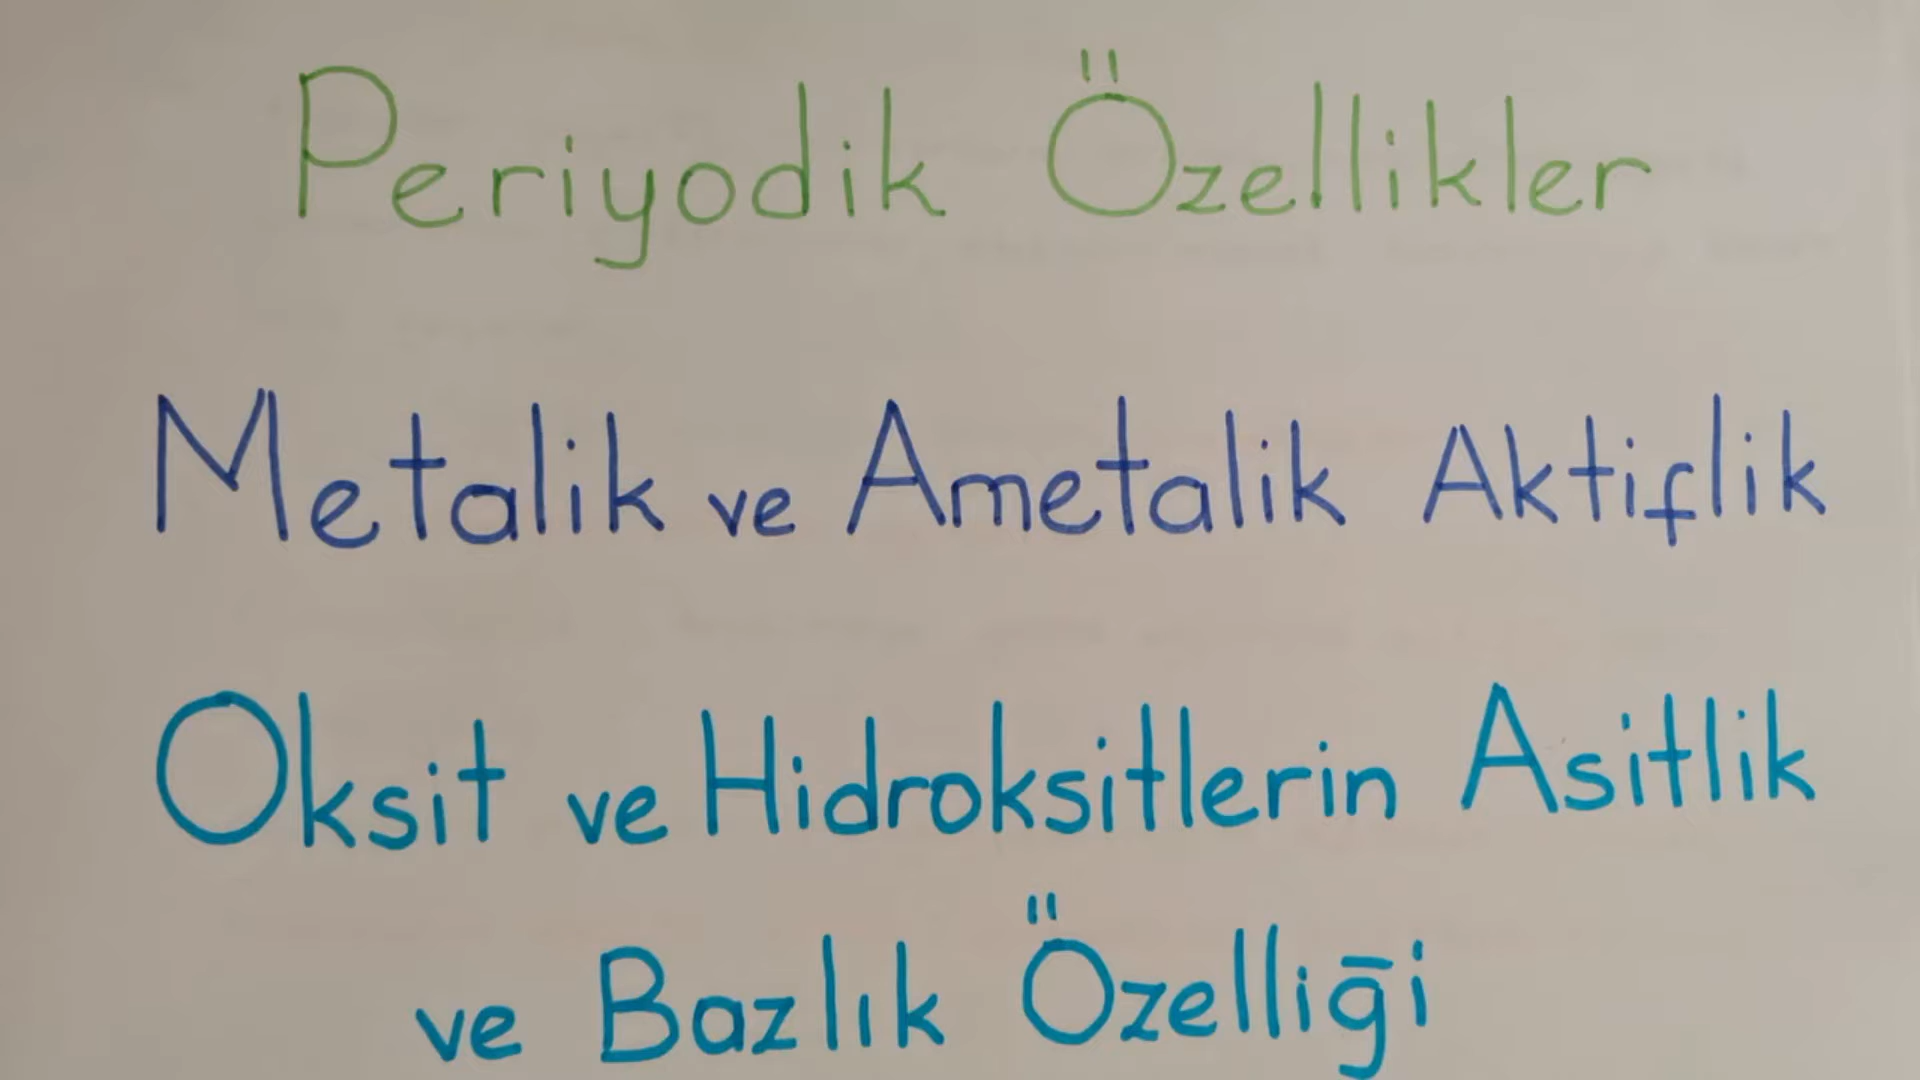 Periyodik Özellikler
Metalik ve Ametalik Aktiflik
Oksit ve Hidroksitlerin Asitlik
ve Bazlık Özelliği